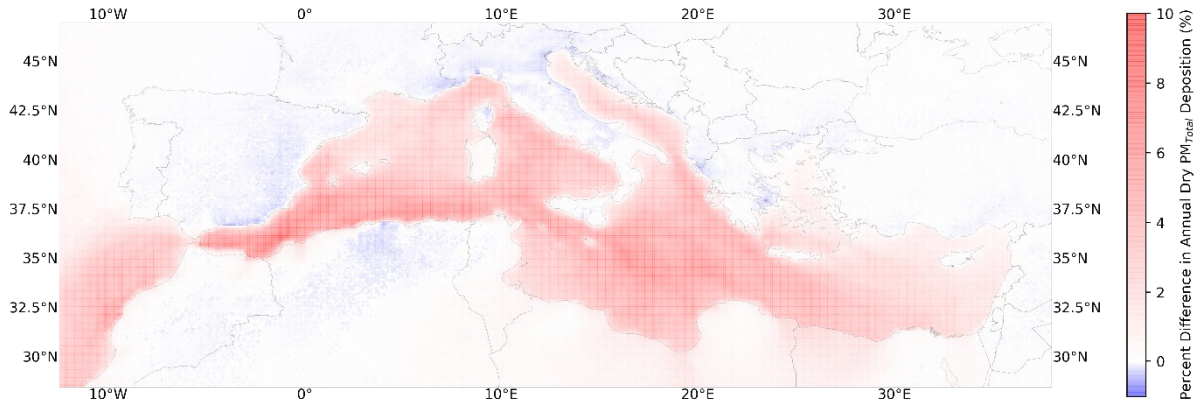 10°W 0° 10°E 20°E 30°E
45°N 45°N
42.5°N 42.5°N
40°N 40°N
37.5°N 37.5°N
35°N 35°N
32.5°N 32.5°N
30°N 30°N
10°W 0° 10°E 20°E 30°E
10
8
6
4
2
0
Percent Difference in Annual Dry PM_Total Deposition (%)